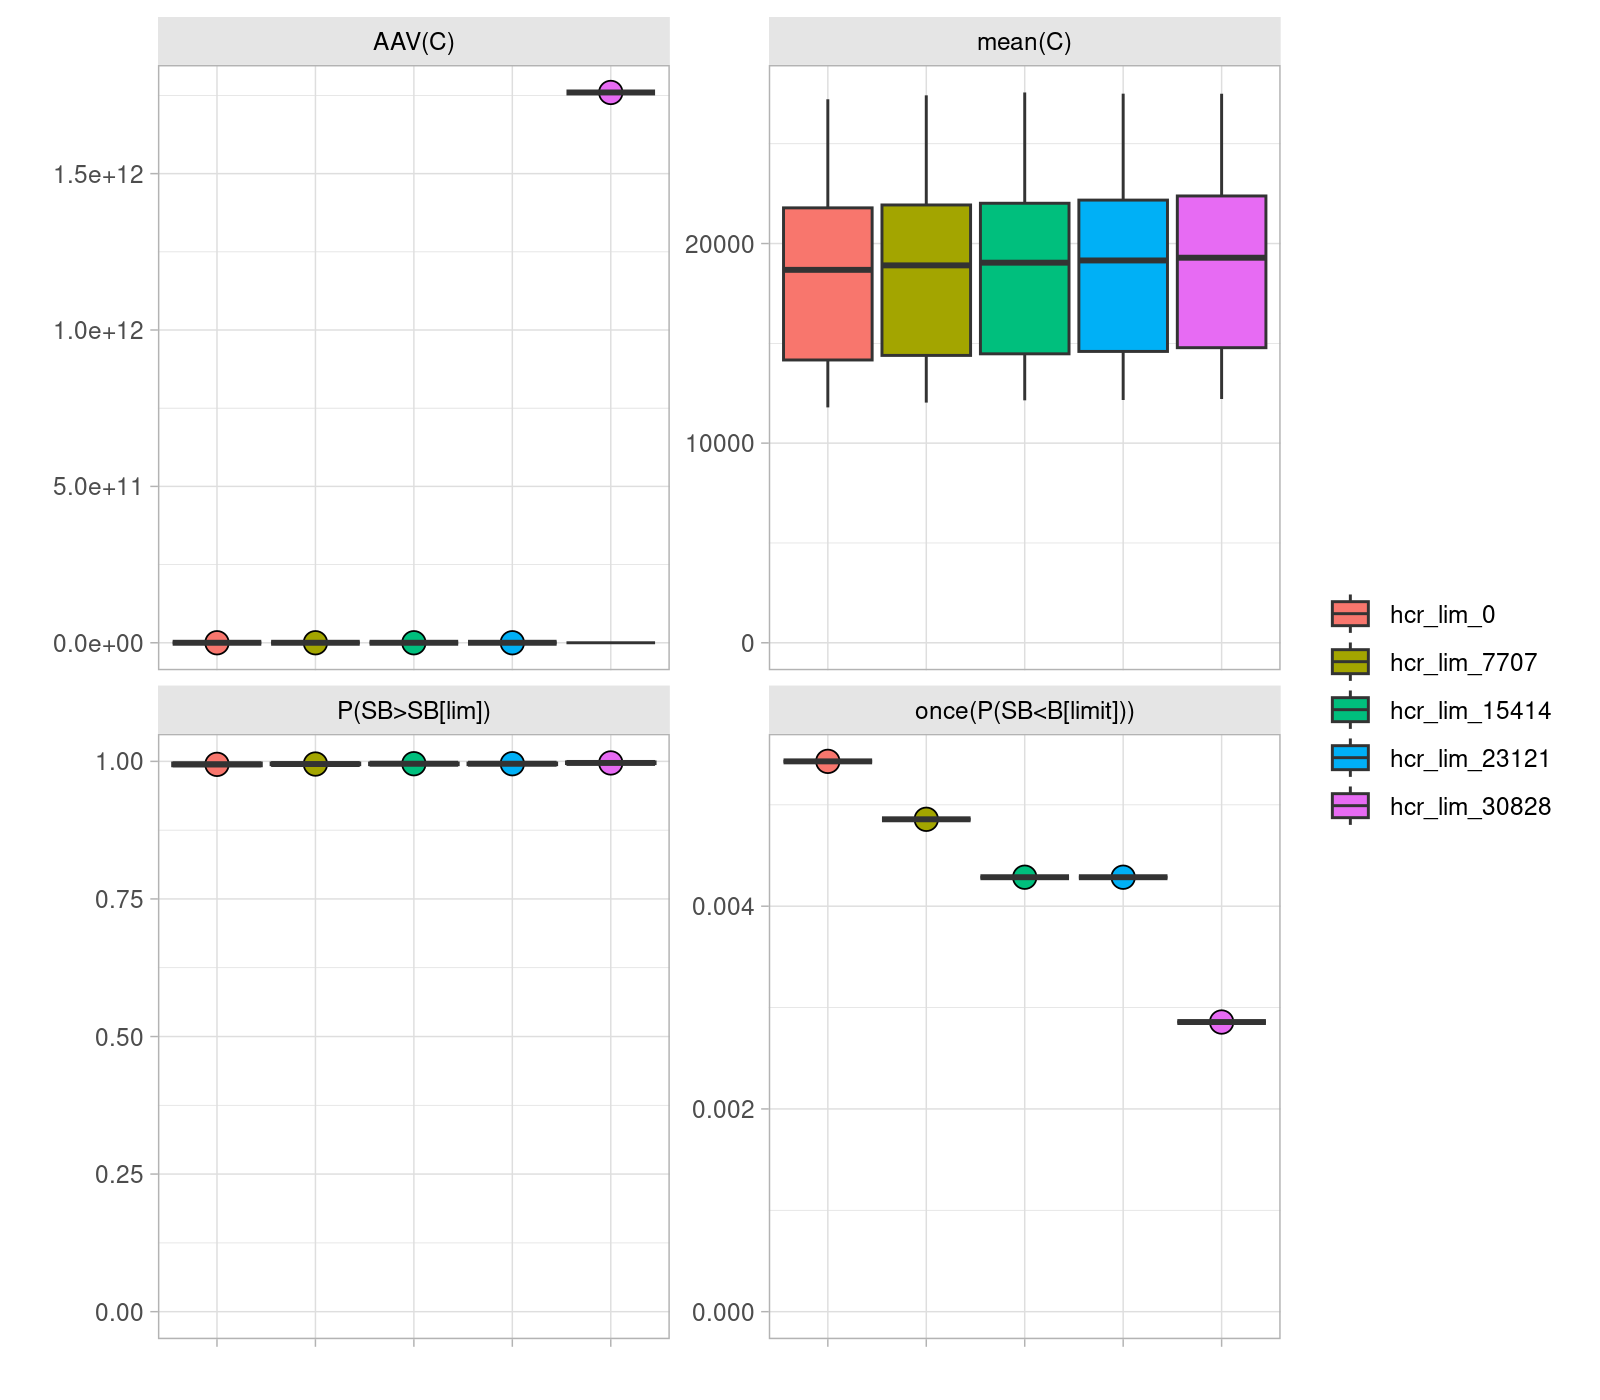 AAV(C)
mean(C)
1.5e+12
1.0e+12
5.0e+11
0.0e+00
20000
10000
0
P(SB>SB[lim])
once(P(SB<B[limit]))
1.00
0.75
0.50
0.25
0.00
0.004
0.002
0.000
hcr_lim_0
hcr_lim_7707
hcr_lim_15414
hcr_lim_23121
hcr_lim_30828